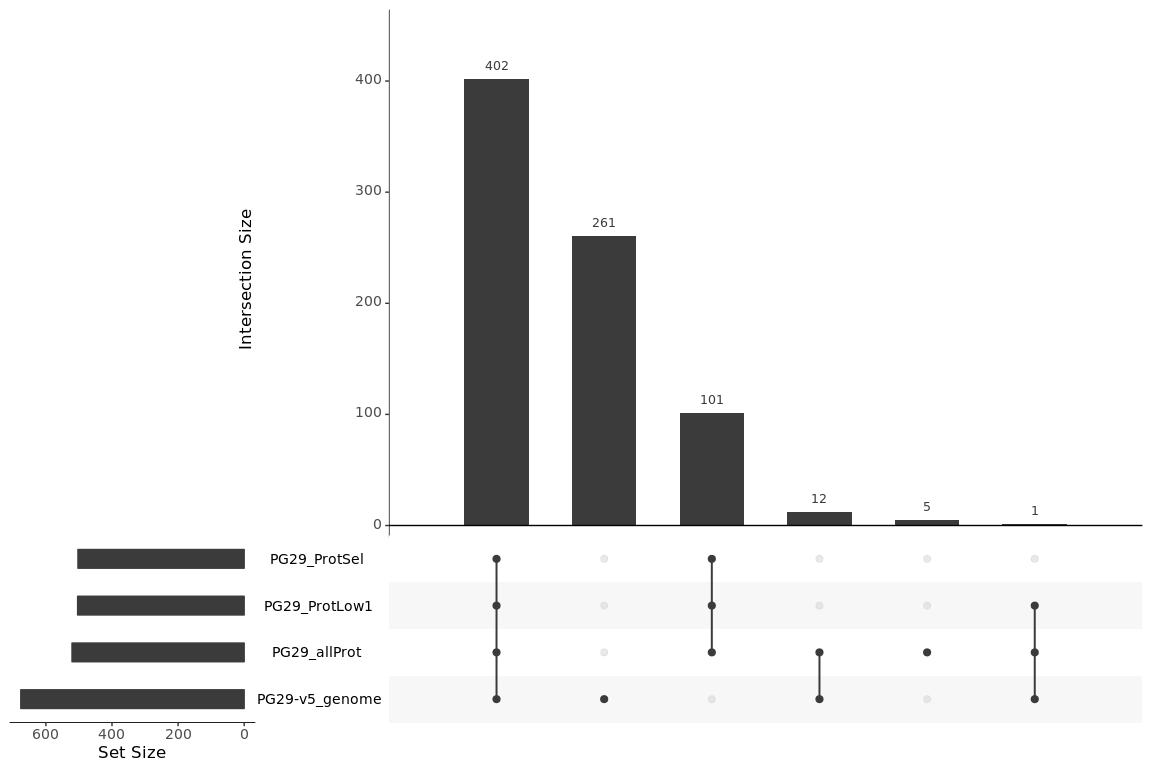 402
400
300
261
Intersection Size
200
101
100
12
5
1
0
PG29_ProtSel
PG29_ProtLow1
PG29_allProt
PG29-v5_genome
600 400 200 0
Set Size